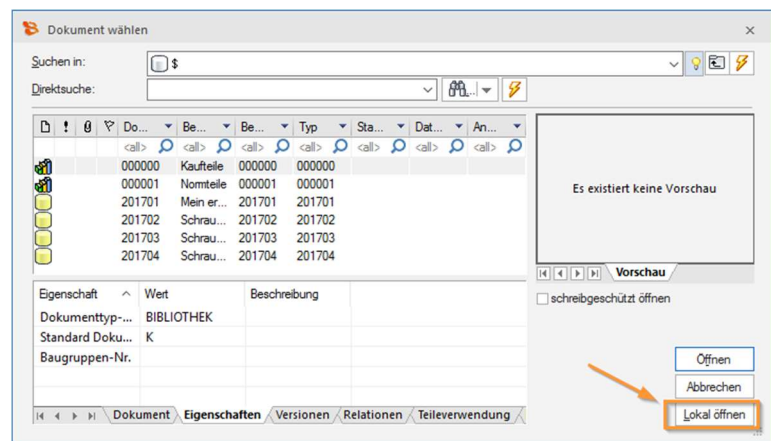 Dokument wählen
Suchen in: $
Direktsuche:
Do... Be... Be... Typ Sta... Dat... An...
<all> <all> <all> <all> <all> <all> <all>
000000 Kaufteile 000000 000000
000001 Normteile 000001 000001
201701 Mein er... 201701 201701
201702 Schrau... 201702 201702
201703 Schrau... 201703 201703
201704 Schrau... 201704 201704
Es existiert keine Vorschau
Vorschau
schreibgeschützt öffnen
Eigenschaft Wert Beschreibung
Dokumenttyp-... BIBLIOTHEK
Standard Doku... K
Baugruppen-Nr.
Dokument Eigenschaften Versionen Relationen Teileverwendung
Öffnen
Abbrechen
Lokal öffnen